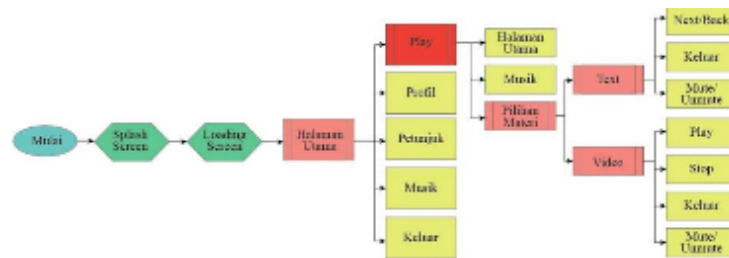 Mulai
Splash
Screen
Loading
Screen
Halaman
Utama
Play
Profil
Petunjuk
Musik
Keluar
Halaman
Utama
Musik
Pilihan
Materi
Text
Video
Next/Back
Keluar
Mute/
Unmute
Play
Stop
Keluar
Mute/
Unmute